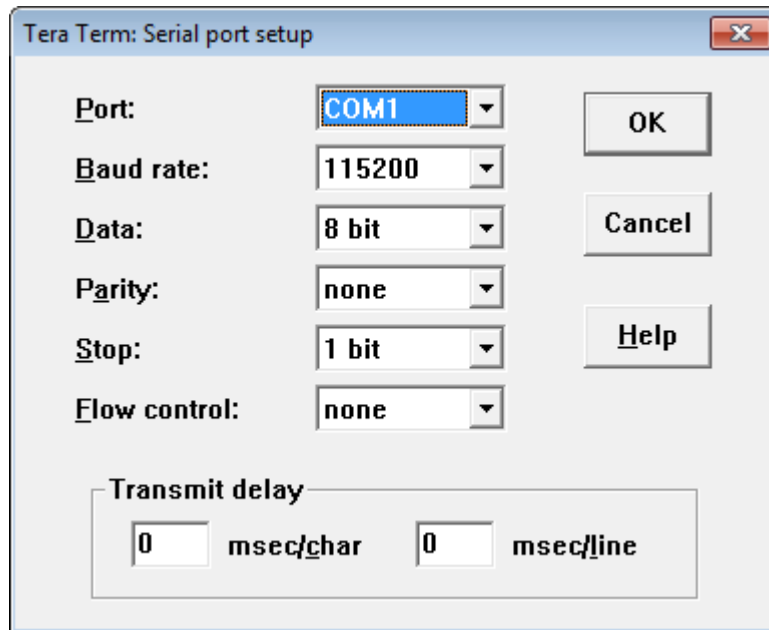 Tera Term: Serial port setup
Port: COM1 OK
Baud rate: 115200
Data: 8 bit Cancel
Parity: none
Stop: 1 bit Help
Flow control: none
Transmit delay
0 msec/char 0 msec/line